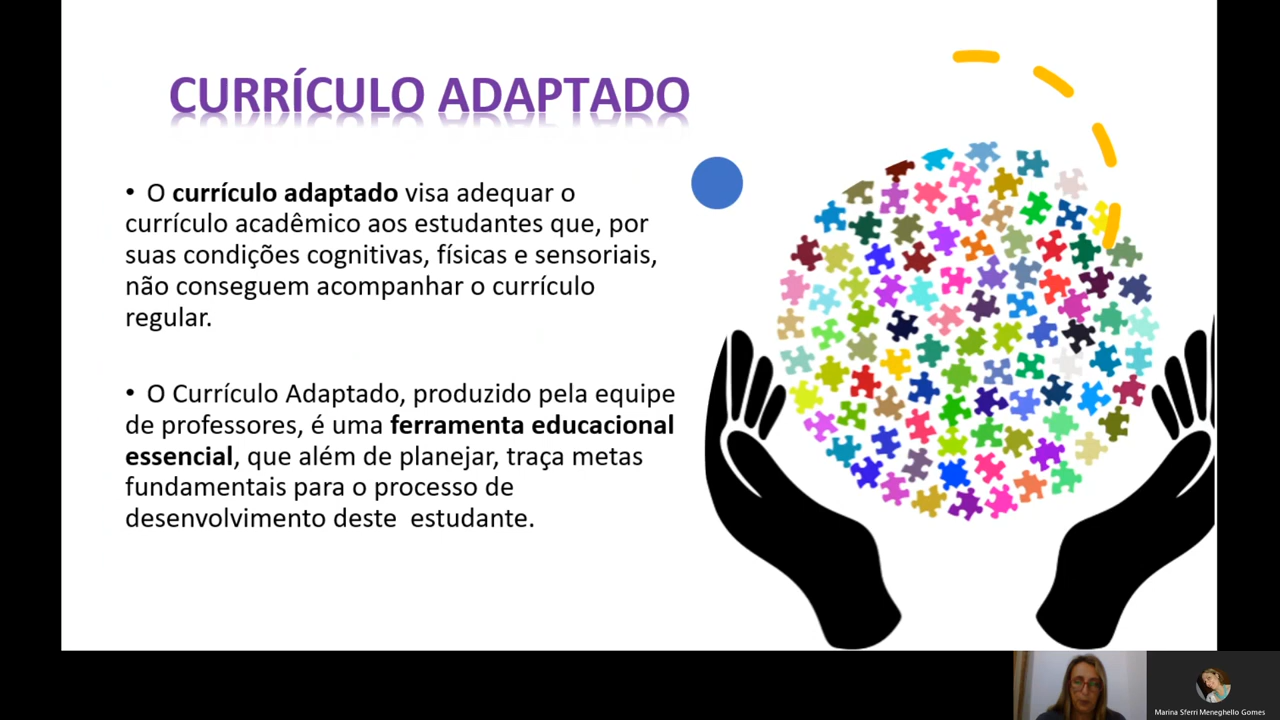 CURRÍCULO ADAPTADO
• O currículo adaptado visa adequar o
currículo acadêmico aos estudantes que, por
suas condições cognitivas, físicas e sensoriais,
não conseguem acompanhar o currículo
regular.
• O Currículo Adaptado, produzido pela equipe
de professores, é uma ferramenta educacional
essencial, que além de planejar, traça metas
fundamentais para o processo de
desenvolvimento deste estudante.
Marina Sferri Meneghello Gomes